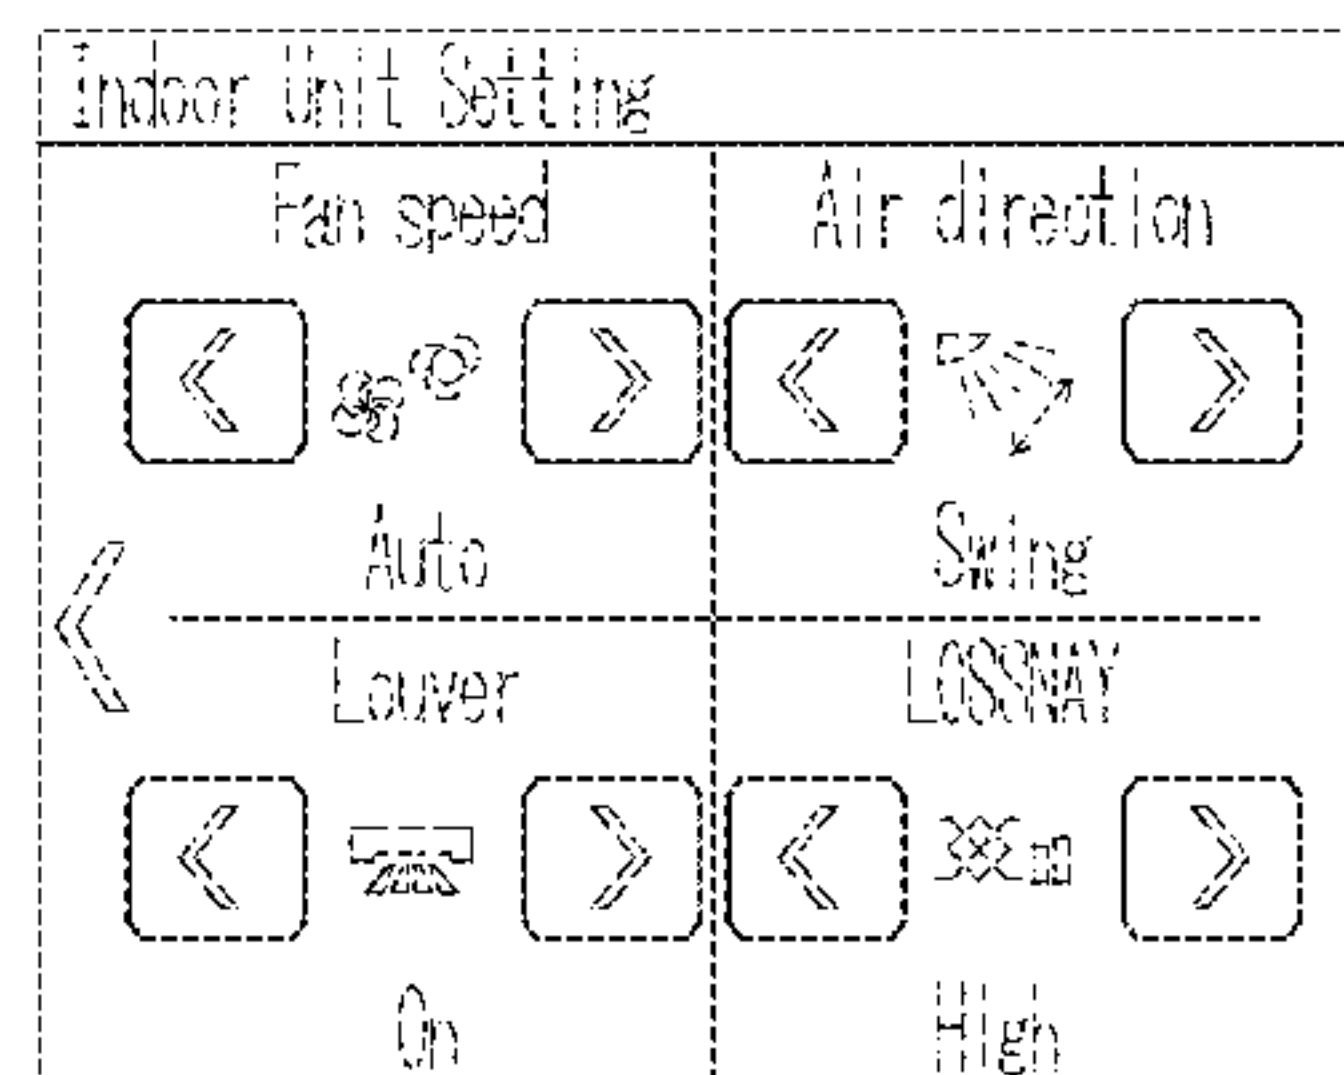 Indoor Unit Setting
Fan speed
Air direction
Auto
Swing
Louver
LOSSNAY
On
High